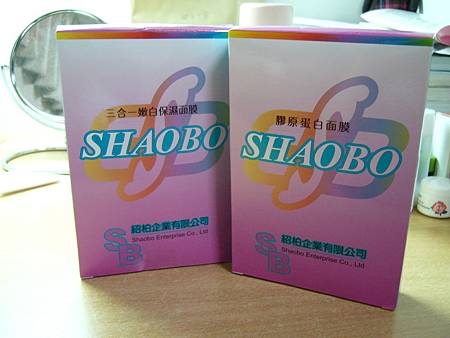 三合一嫩白保濕面膜
SHAOBO
SB
紹柏企業有限公司
Shaobo Enterprise Co., Ltd
膠原蛋白面膜
SHAOBO
SB
紹柏企業有限公司
Shaobo Enterprise Co., Ltd